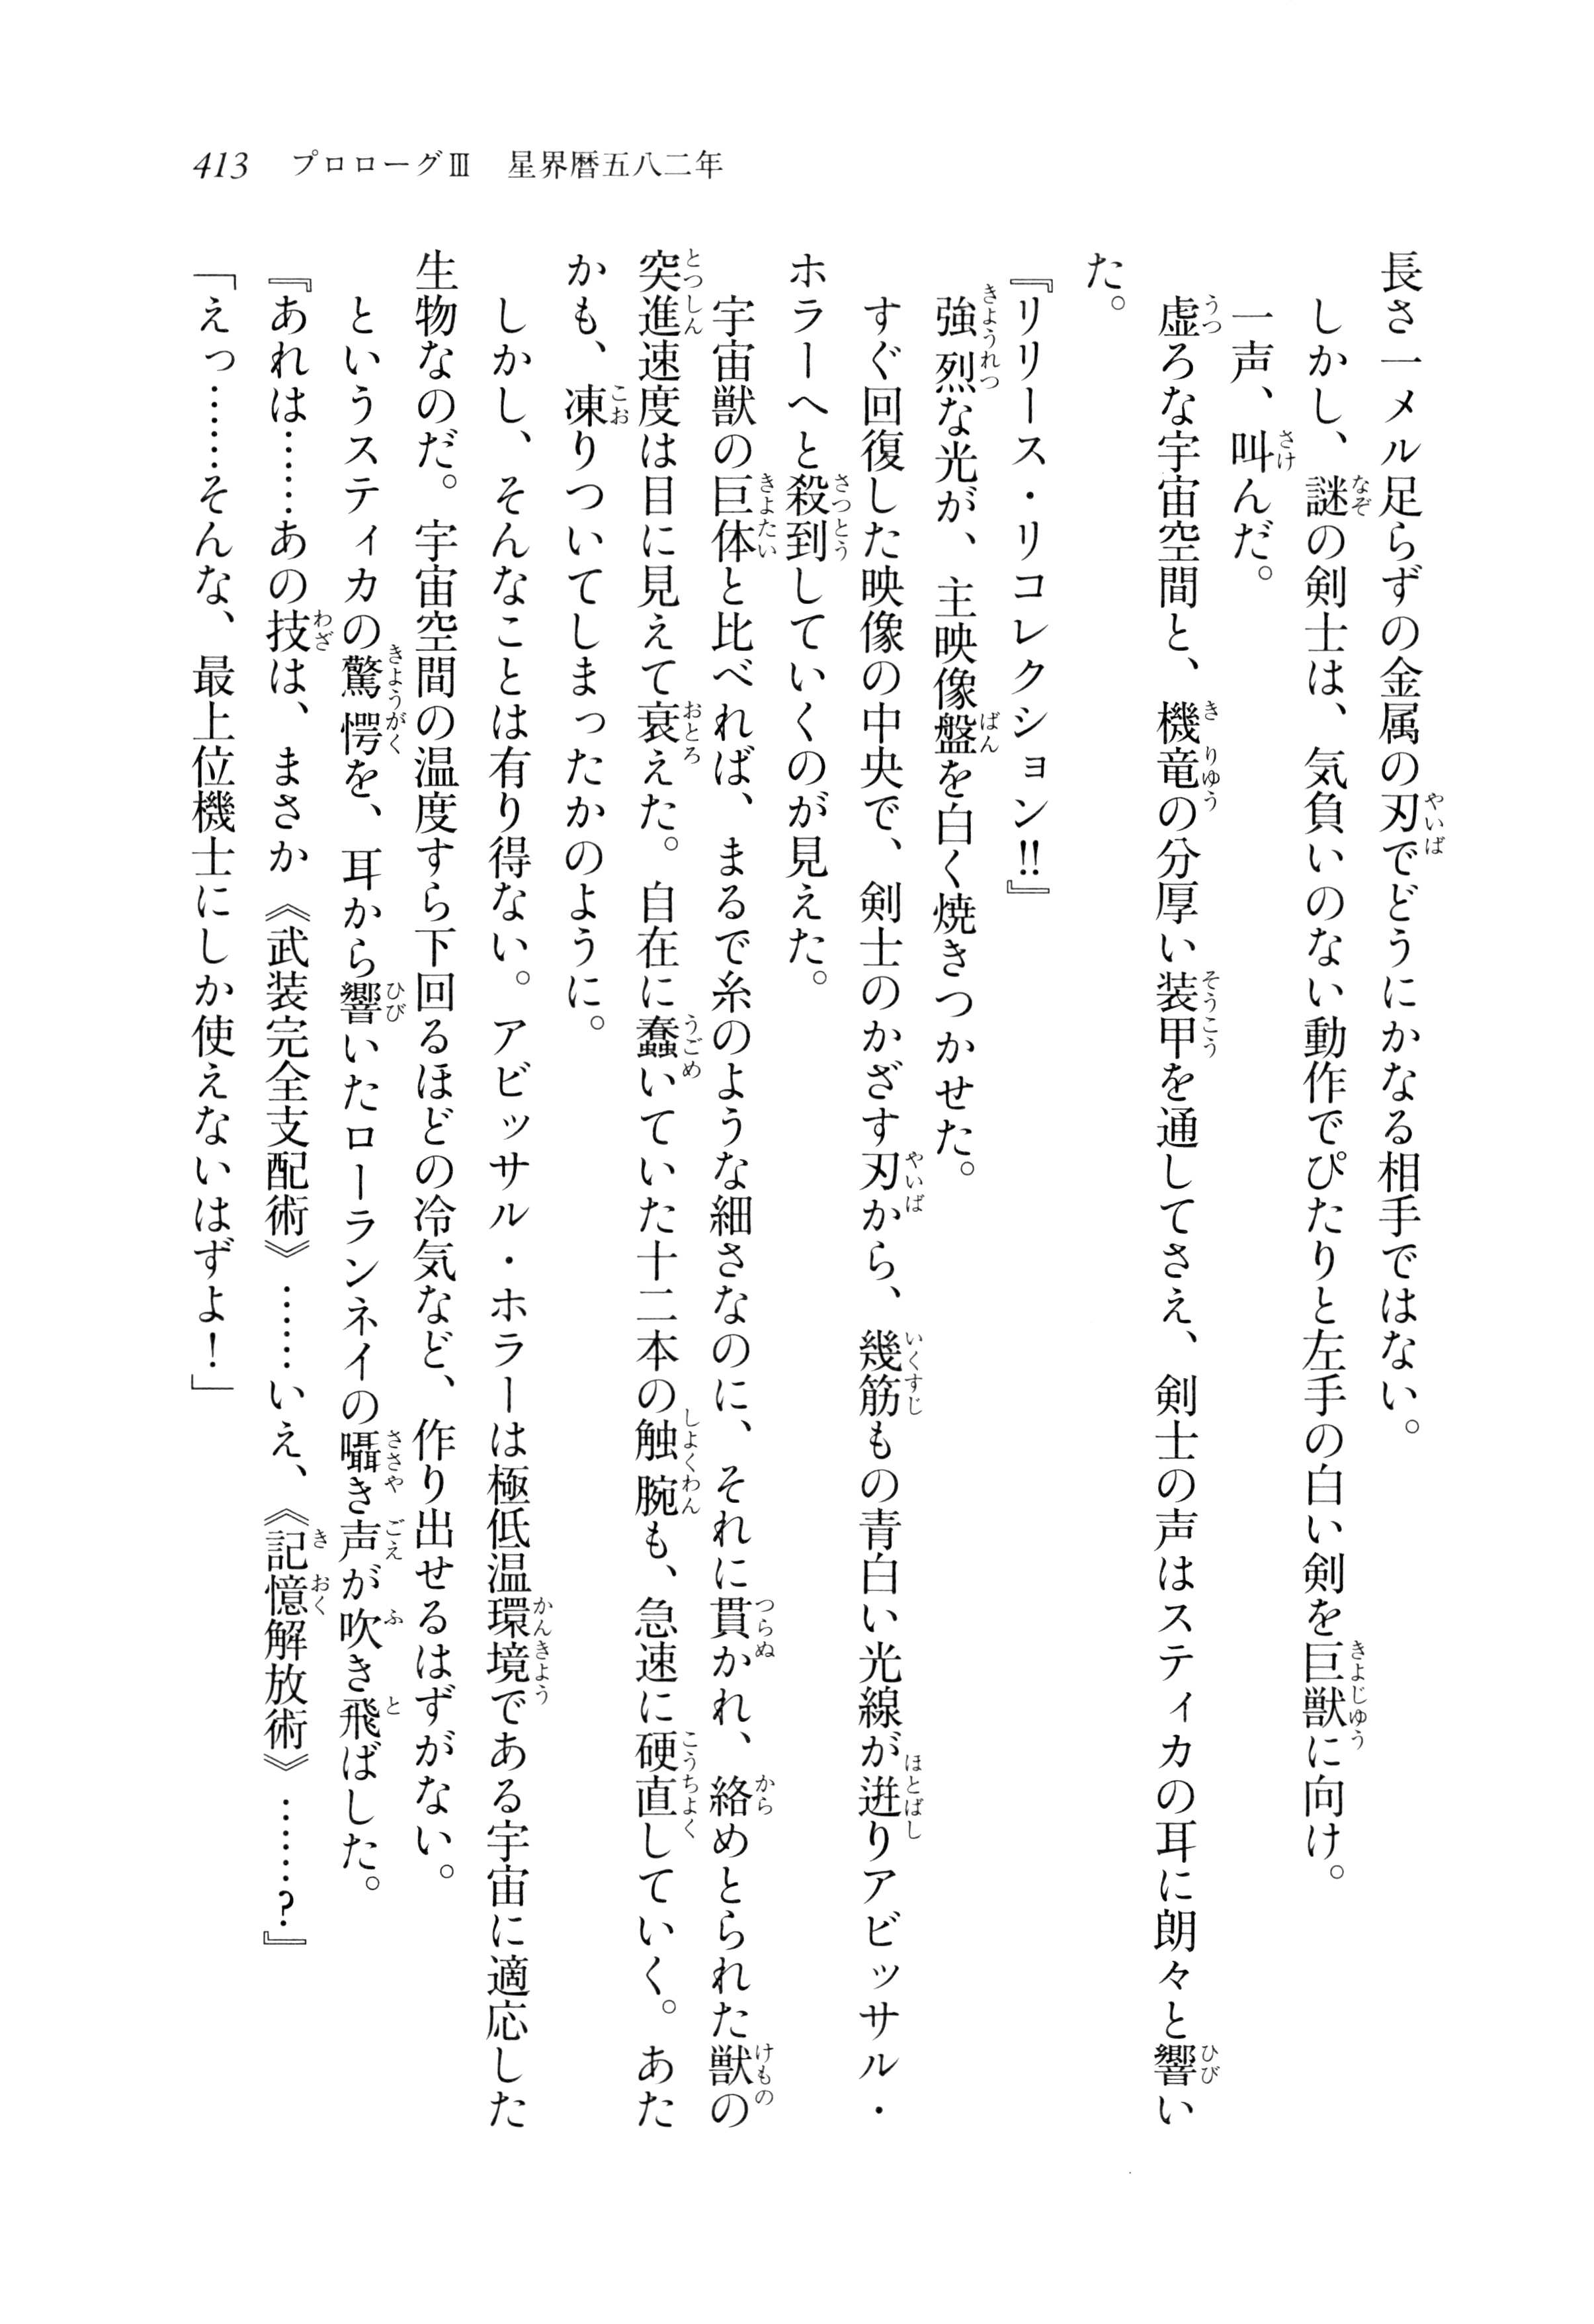 413　プロローグⅢ　星界暦五八二年
長さ一メル足らずの金属の刃でどうにかなる相手ではない。
　しかし、謎の剣士は、気負いのない動作でぴたりと左手の白い剣を巨獣に向け。
　一声、叫んだ。
　虚ろな宇宙空間と、機竜の分厚い装甲を通してさえ、剣士の声はスティカの耳に朗々と響い
た。
『リリース・リコレクション!!』
　強烈な光が、主映像盤を白く焼きつかせた。
　すぐ回復した映像の中央で、剣士のかざす刃から、幾筋もの青白い光線が迸りアビッサル・
ホラーへと殺到していくのが見えた。
　宇宙獣の巨体と比べれば、まるで糸のような細さなのに、それに貫かれ、絡めとられた獣の
突進速度は目に見えて衰えた。自在に蠢いていた十二本の触腕も、急速に硬直していく。あた
かも、凍りついてしまったかのように。
　しかし、そんなことは有り得ない。アビッサル・ホラーは極低温環境である宇宙に適応した
生物なのだ。宇宙空間の温度すら下回るほどの冷気など、作り出せるはずがない。
　というスティカの驚愕を、耳から響いたローランネイの囁き声が吹き飛ばした。
『あれは……あの技は、まさか《武装完全支配術》……いえ、《記憶解放術》……?』
「えっ……そんな、最上位機士にしか使えないはずよ！」